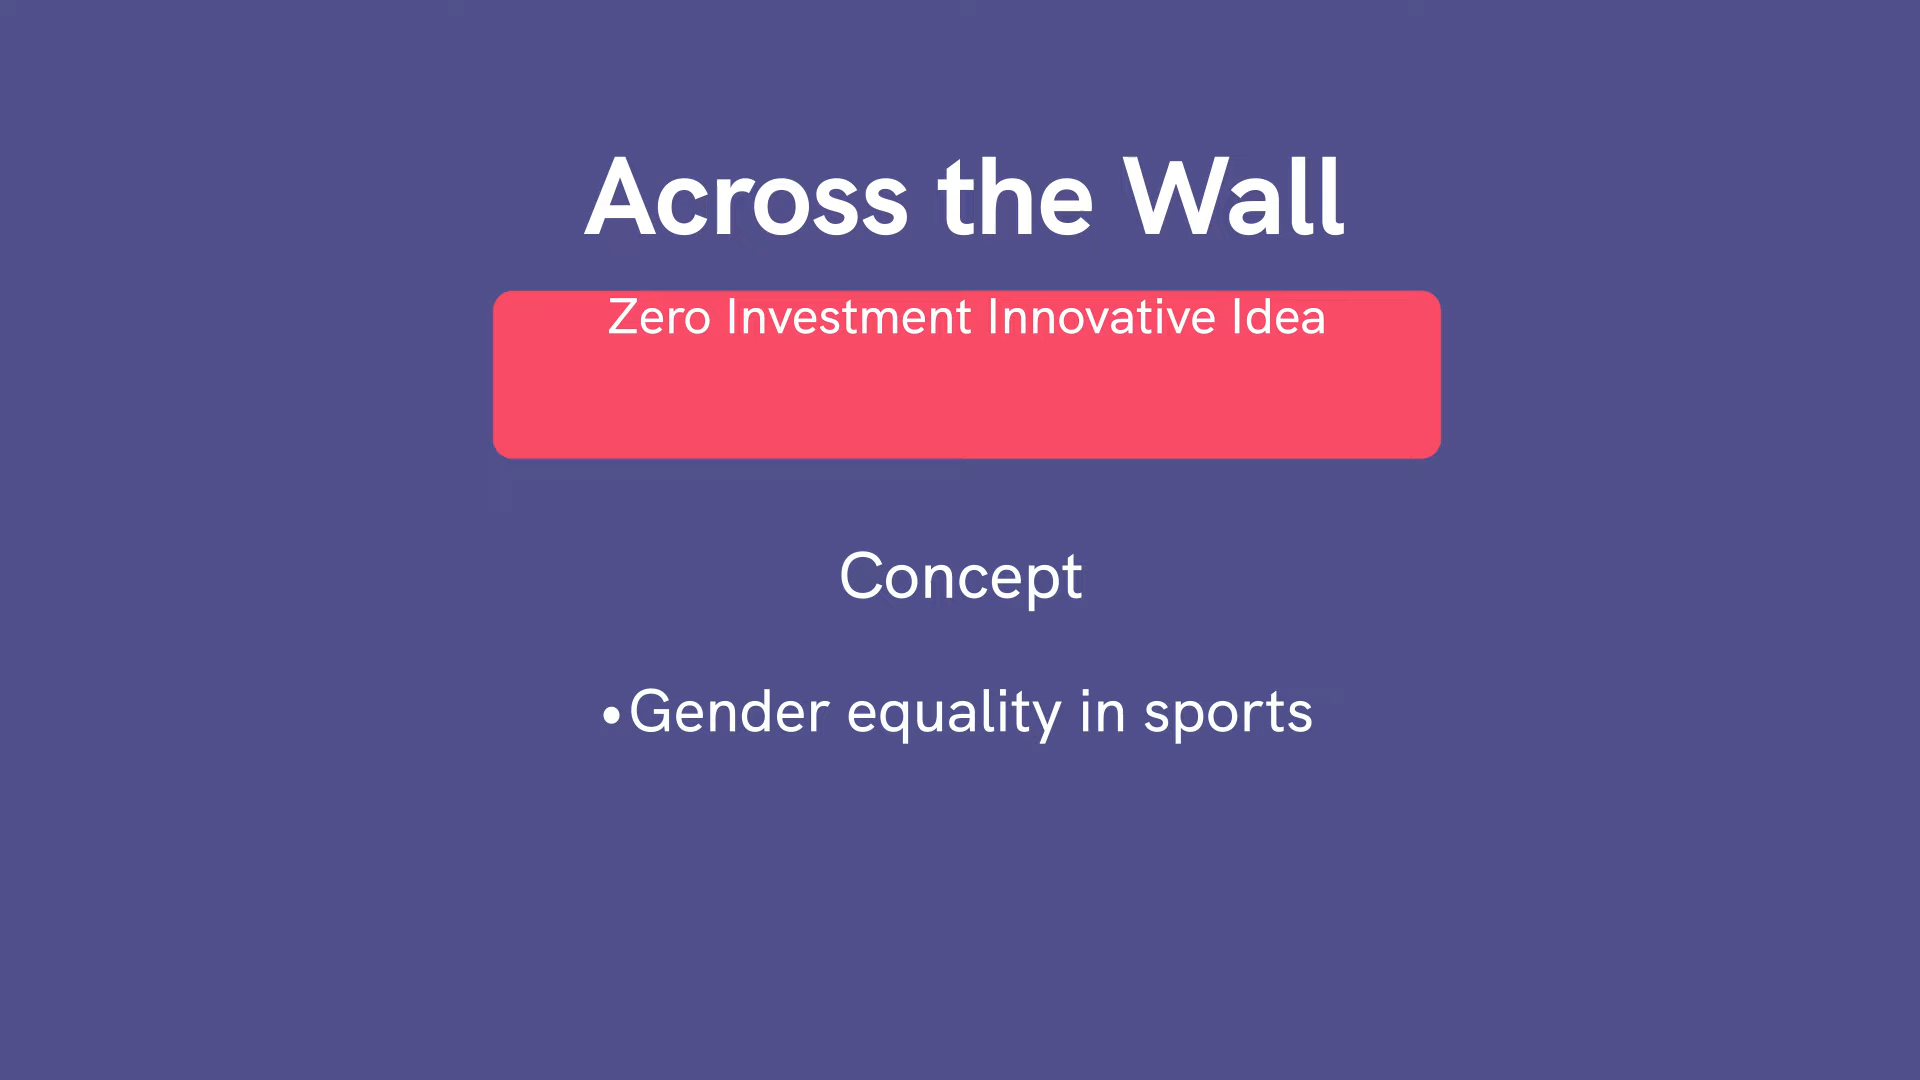 Across the Wall
Zero Investment Innovative Idea
Concept
•Gender equality in sports